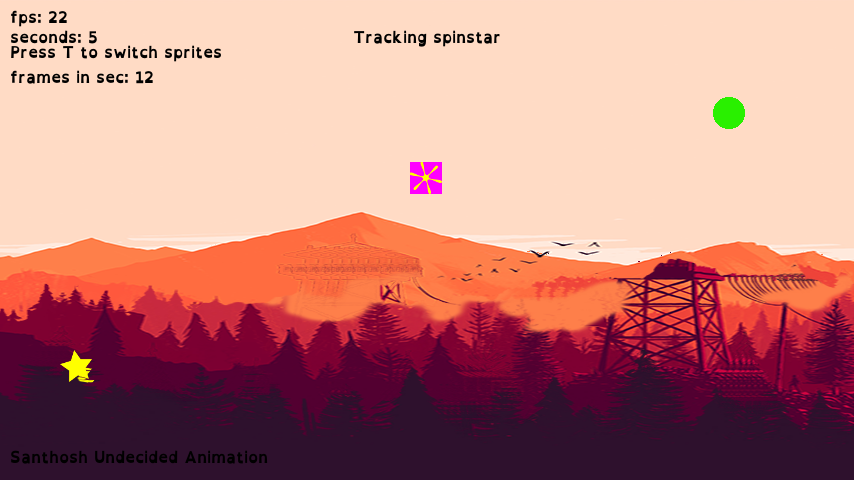 fps: 22
seconds: 5
Press T to switch sprites
frames in sec: 12
Tracking spinstar
Santhosh Undecided Animation